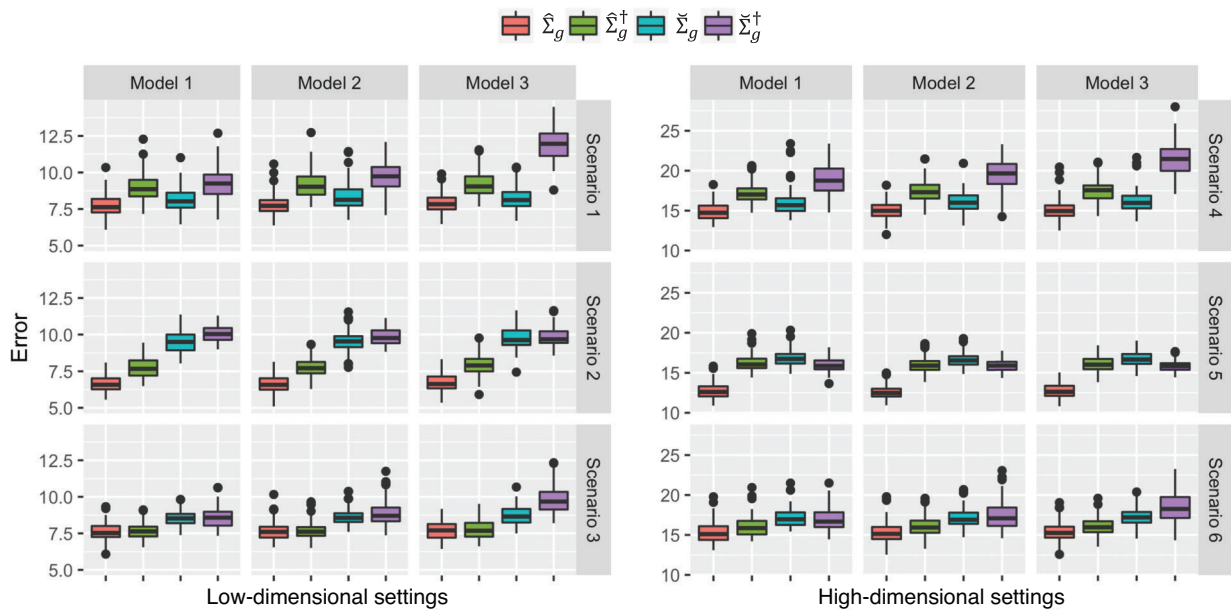 Σ̂g Σ̂g† Σ̆g Σ̆g†
Model 1 Model 2 Model 3
12.5
10.0
7.5
5.0
Scenario 1
12.5
10.0
7.5
5.0
Scenario 2
12.5
10.0
7.5
5.0
Scenario 3
Error
Low-dimensional settings
Model 1 Model 2 Model 3
25
20
15
10
Scenario 4
25
20
15
10
Scenario 5
25
20
15
10
Scenario 6
High-dimensional settings